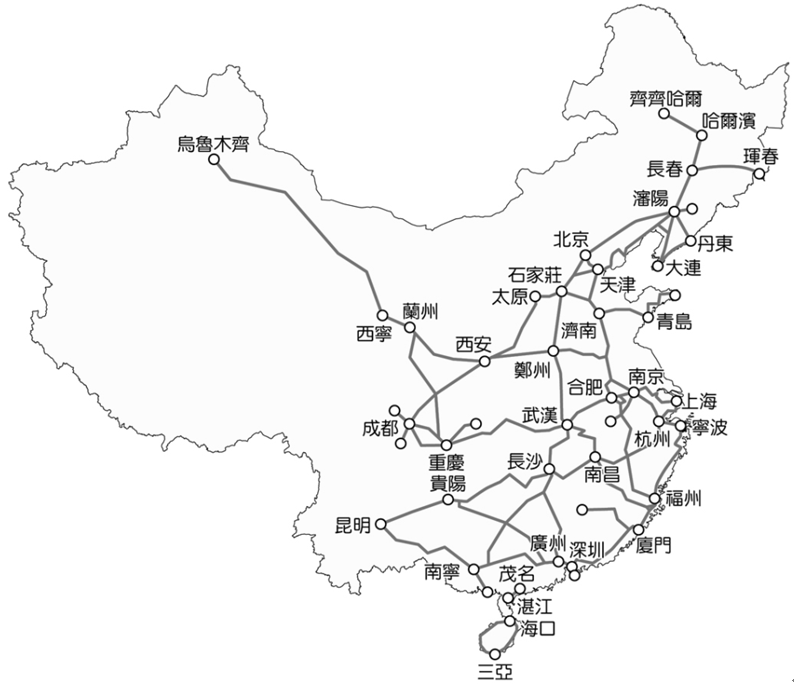 齊齊哈爾
哈爾濱
烏魯木齊
琿春
長春
瀋陽
北京
丹東
石家莊
大連
天津
太原
蘭州
西寧
濟南
青島
西安
鄭州
合肥
南京
上海
武漢
成都
杭州
寧波
重慶
長沙
南昌
貴陽
福州
昆明
廣州
深圳
廈門
南寧
茂名
湛江
海口
三亞